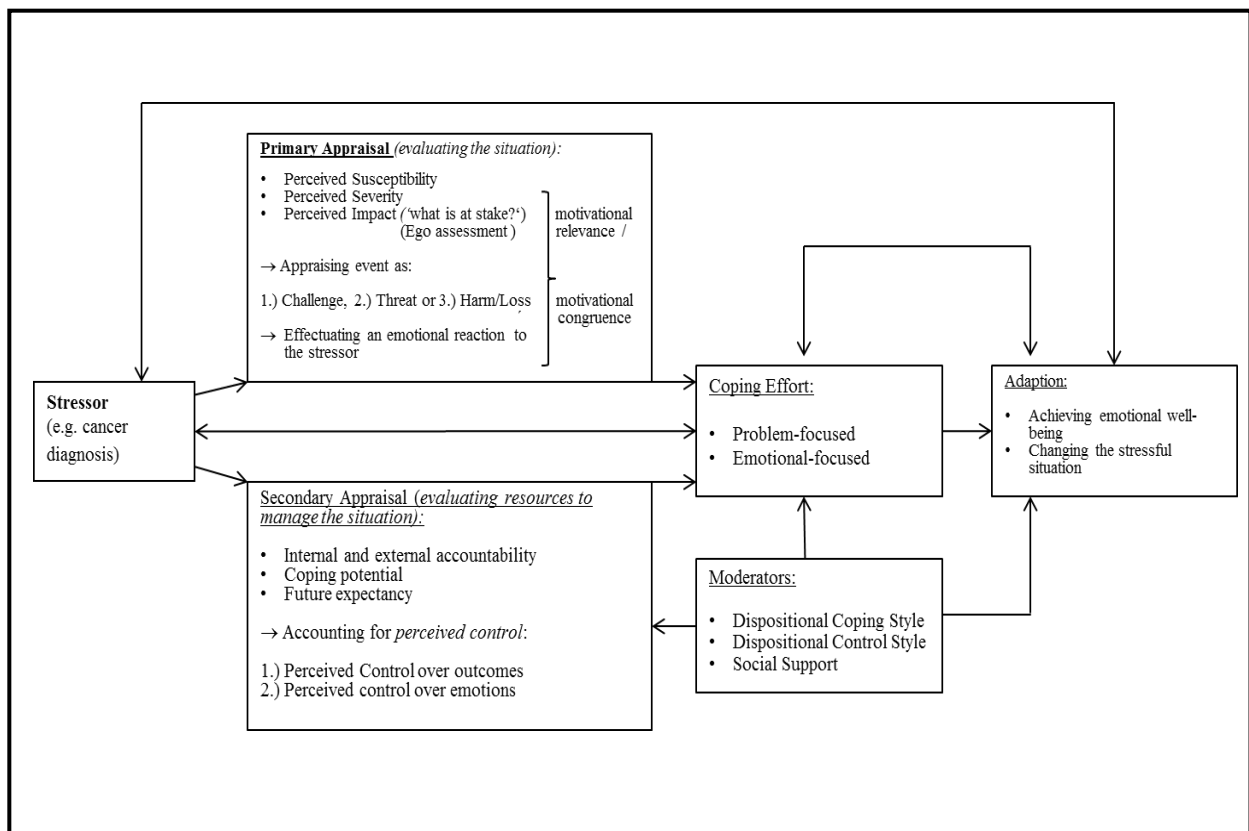 Primary Appraisal (evaluating the situation):
• Perceived Susceptibility
• Perceived Severity
• Perceived Impact (‘what is at stake?‘)
(Ego assessment )
→ Appraising event as:
1.) Challenge, 2.) Threat or 3.) Harm/Loss
→ Effectuating an emotional reaction to
the stressor
motivational
relevance /
motivational
congruence
Stressor
(e.g. cancer
diagnosis)
Secondary Appraisal (evaluating resources to
manage the situation):
• Internal and external accountability
• Coping potential
• Future expectancy
→ Accounting for perceived control:
1.) Perceived Control over outcomes
2.) Perceived control over emotions
Coping Effort:
• Problem-focused
• Emotional-focused
Moderators:
• Dispositional Coping Style
• Dispositional Control Style
• Social Support
Adaption:
• Achieving emotional well-
being
• Changing the stressful
situation